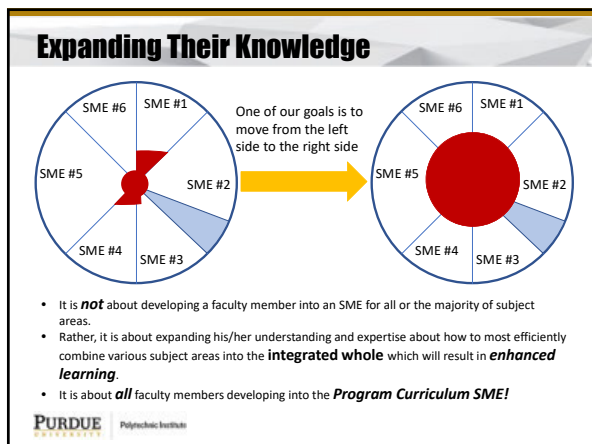 Expanding Their Knowledge
SME #6
SME #1
SME #5
SME #2
SME #4
SME #3
One of our goals is to
move from the left
side to the right side
SME #6
SME #1
SME #5
SME #2
SME #4
SME #3
• It is not about developing a faculty member into an SME for all or the majority of subject
areas.
• Rather, it is about expanding his/her understanding and expertise about how to most efficiently
combine various subject areas into the integrated whole which will result in enhanced
learning.
• It is about all faculty members developing into the Program Curriculum SME!
PURDUE
UNIVERSITY
Polytechnic Institute